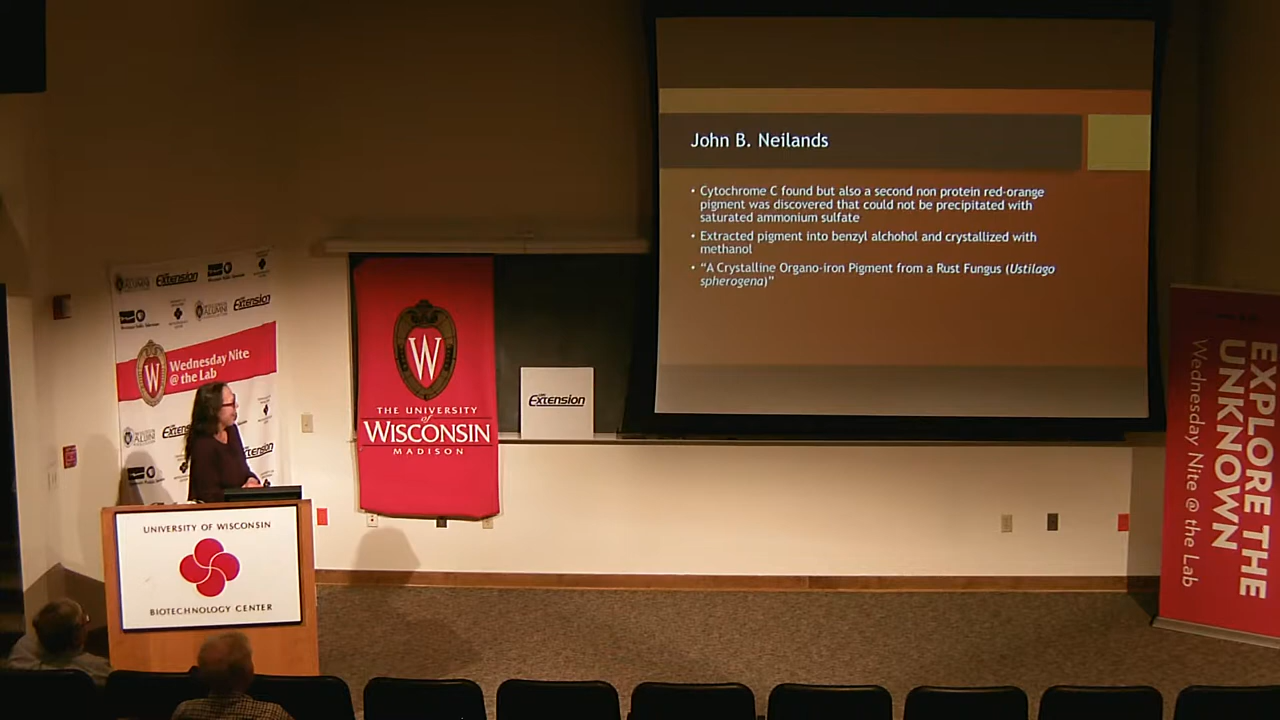 John B. Neilands
• Cytochrome C found but also a second non protein red-orange
pigment was discovered that could not be precipitated with
saturated ammonium sulfate
• Extracted pigment into benzyl alchohol and crystallized with
methanol
• “A Crystalline Organo-iron Pigment from a Rust Fungus (Ustilago
spherogena)”
Extension
Extension
Wednesday Nite
@ the Lab
W
W
THE UNIVERSITY
of
WISCONSIN
MADISON
Extension
UNIVERSITY OF WISCONSIN
BIOTECHNOLOGY CENTER
EXPLORE THE
UNKNOWN
Wednesday Nite @ the Lab